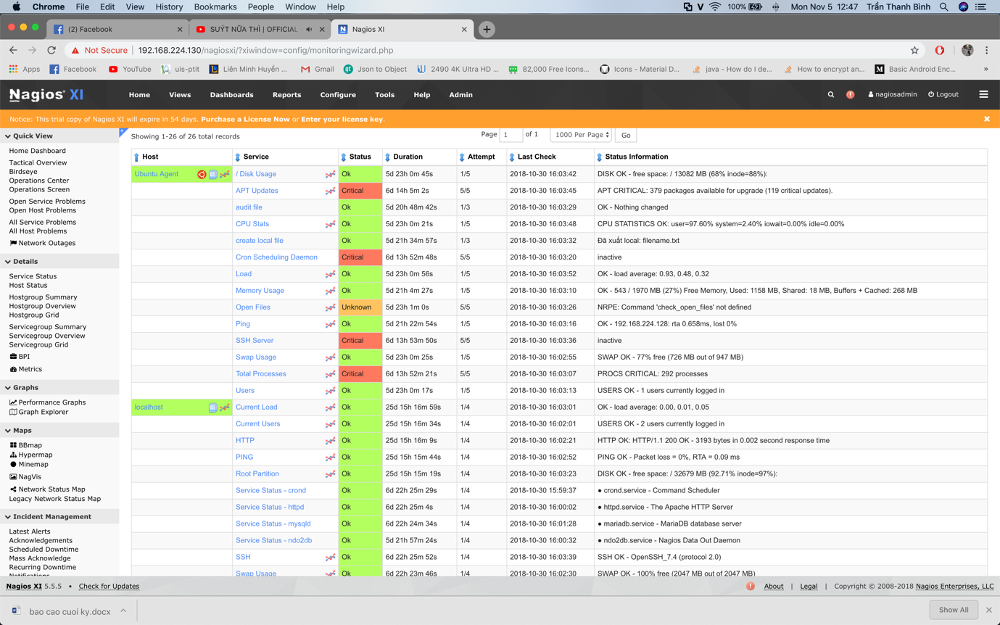 Chrome File Edit View History Bookmarks People Window Help 100% Mon Nov 5 12:47 Trần Thanh Bình
(2) Facebook SUÝT NỮA THÌ | OFFICIAL Nagios XI
Not Secure 192.168.224.130/nagiosxi/?xiwindow=config/monitoringwizard.php
Apps Facebook YouTube uis-ptit Liên Minh Huyền ... Gmail Json to Object 2490 4K Ultra HD ... 82,000 Free Icons... Icons - Material D... java - How do I de... How to encrypt an... Basic Android Enc... »
Nagios® XI Home Views Dashboards Reports Configure Tools Help Admin nagiosadmin Logout
Notice: This trial copy of Nagios XI will expire in 54 days. Purchase a License Now or Enter your license key.
Quick View
Home Dashboard
Tactical Overview
Birdseye
Operations Center
Operations Screen
Open Service Problems
Open Host Problems
All Service Problems
All Host Problems
Network Outages
Details
Service Status
Host Status
Hostgroup Summary
Hostgroup Overview
Hostgroup Grid
Servicegroup Summary
Servicegroup Overview
Servicegroup Grid
BPI
Metrics
Graphs
Performance Graphs
Graph Explorer
Maps
BBmap
Hypermap
Minemap
NagVis
Network Status Map
Legacy Network Status Map
Incident Management
Latest Alerts
Acknowledgements
Scheduled Downtime
Mass Acknowledge
Recurring Downtime
Notifications
Showing 1-26 of 26 total records Page 1 of 1 1000 Per Page Go
Host Service Status Duration Attempt Last Check Status Information
Ubuntu Agent / Disk Usage Ok 5d 23h 0m 45s 1/5 2018-10-30 16:03:42 DISK OK - free space: / 13082 MB (68% inode=88%):
APT Updates Critical 6d 14h 5m 2s 5/5 2018-10-30 16:03:45 APT CRITICAL: 379 packages available for upgrade (119 critical updates).
audit file Ok 5d 20h 48m 42s 1/3 2018-10-30 16:03:29 OK - Nothing changed
CPU Stats Ok 5d 23h 0m 21s 1/5 2018-10-30 16:03:48 CPU STATISTICS OK: user=97.60% system=2.40% iowait=0.00% idle=0.00%
create local file Ok 5d 21h 34m 57s 1/3 2018-10-30 16:03:32 Đã xuất local: filename.txt
Cron Scheduling Daemon Critical 6d 13h 52m 48s 5/5 2018-10-30 16:03:20 inactive
Load Ok 5d 23h 0m 56s 1/5 2018-10-30 16:03:52 OK - load average: 0.93, 0.48, 0.32
Memory Usage Ok 5d 21h 4m 27s 1/5 2018-10-30 16:03:10 OK - 543 / 1970 MB (27%) Free Memory, Used: 1158 MB, Shared: 18 MB, Buffers + Cached: 268 MB
Open Files Unknown 5d 23h 1m 0s 5/5 2018-10-30 16:03:26 NRPE: Command 'check_open_files' not defined
Ping Ok 5d 21h 22m 54s 1/5 2018-10-30 16:03:16 OK - 192.168.224.128: rta 0.658ms, lost 0%
SSH Server Critical 6d 13h 53m 50s 5/5 2018-10-30 16:03:36 inactive
Swap Usage Ok 5d 23h 0m 25s 1/5 2018-10-30 16:02:55 SWAP OK - 77% free (726 MB out of 947 MB)
Total Processes Critical 6d 13h 52m 21s 5/5 2018-10-30 16:03:07 PROCS CRITICAL: 292 processes
Users Ok 5d 23h 0m 17s 1/5 2018-10-30 16:03:13 USERS OK - 1 users currently logged in
localhost Current Load Ok 25d 15h 16m 59s 1/4 2018-10-30 16:03:01 OK - load average: 0.00, 0.01, 0.05
Current Users Ok 25d 15h 16m 34s 1/4 2018-10-30 16:02:01 USERS OK - 2 users currently logged in
HTTP Ok 25d 15h 16m 9s 1/4 2018-10-30 16:02:21 HTTP OK: HTTP/1.1 200 OK - 3193 bytes in 0.002 second response time
PING Ok 25d 15h 15m 44s 1/4 2018-10-30 16:02:52 PING OK - Packet loss = 0%, RTA = 0.09 ms
Root Partition Ok 25d 15h 15m 19s 1/4 2018-10-30 16:03:23 DISK OK - free space: / 32679 MB (92.71% inode=97%):
Service Status - crond Ok 6d 22h 25m 29s 1/4 2018-10-30 15:59:37 ● crond.service - Command Scheduler
Service Status - httpd Ok 6d 22h 25m 4s 1/4 2018-10-30 16:00:02 ● httpd.service - The Apache HTTP Server
Service Status - mysqld Ok 6d 22h 24m 34s 1/4 2018-10-30 16:01:28 ● mariadb.service - MariaDB database server
Service Status - ndo2db Ok 5d 21h 57m 24s 1/4 2018-10-30 16:00:32 ● ndo2db.service - Nagios Data Out Daemon
SSH Ok 6d 22h 25m 52s 1/4 2018-10-30 16:03:39 SSH OK - OpenSSH_7.4 (protocol 2.0)
Swap Usage Ok 6d 22h 23m 46s 1/4 2018-10-30 16:02:30 SWAP OK - 100% free (2047 MB out of 2047 MB)
Nagios XI 5.5.5 • Check for Updates About | Legal | Copyright © 2008-2018 Nagios Enterprises, LLC
bao cao cuoi ky.docx Show All